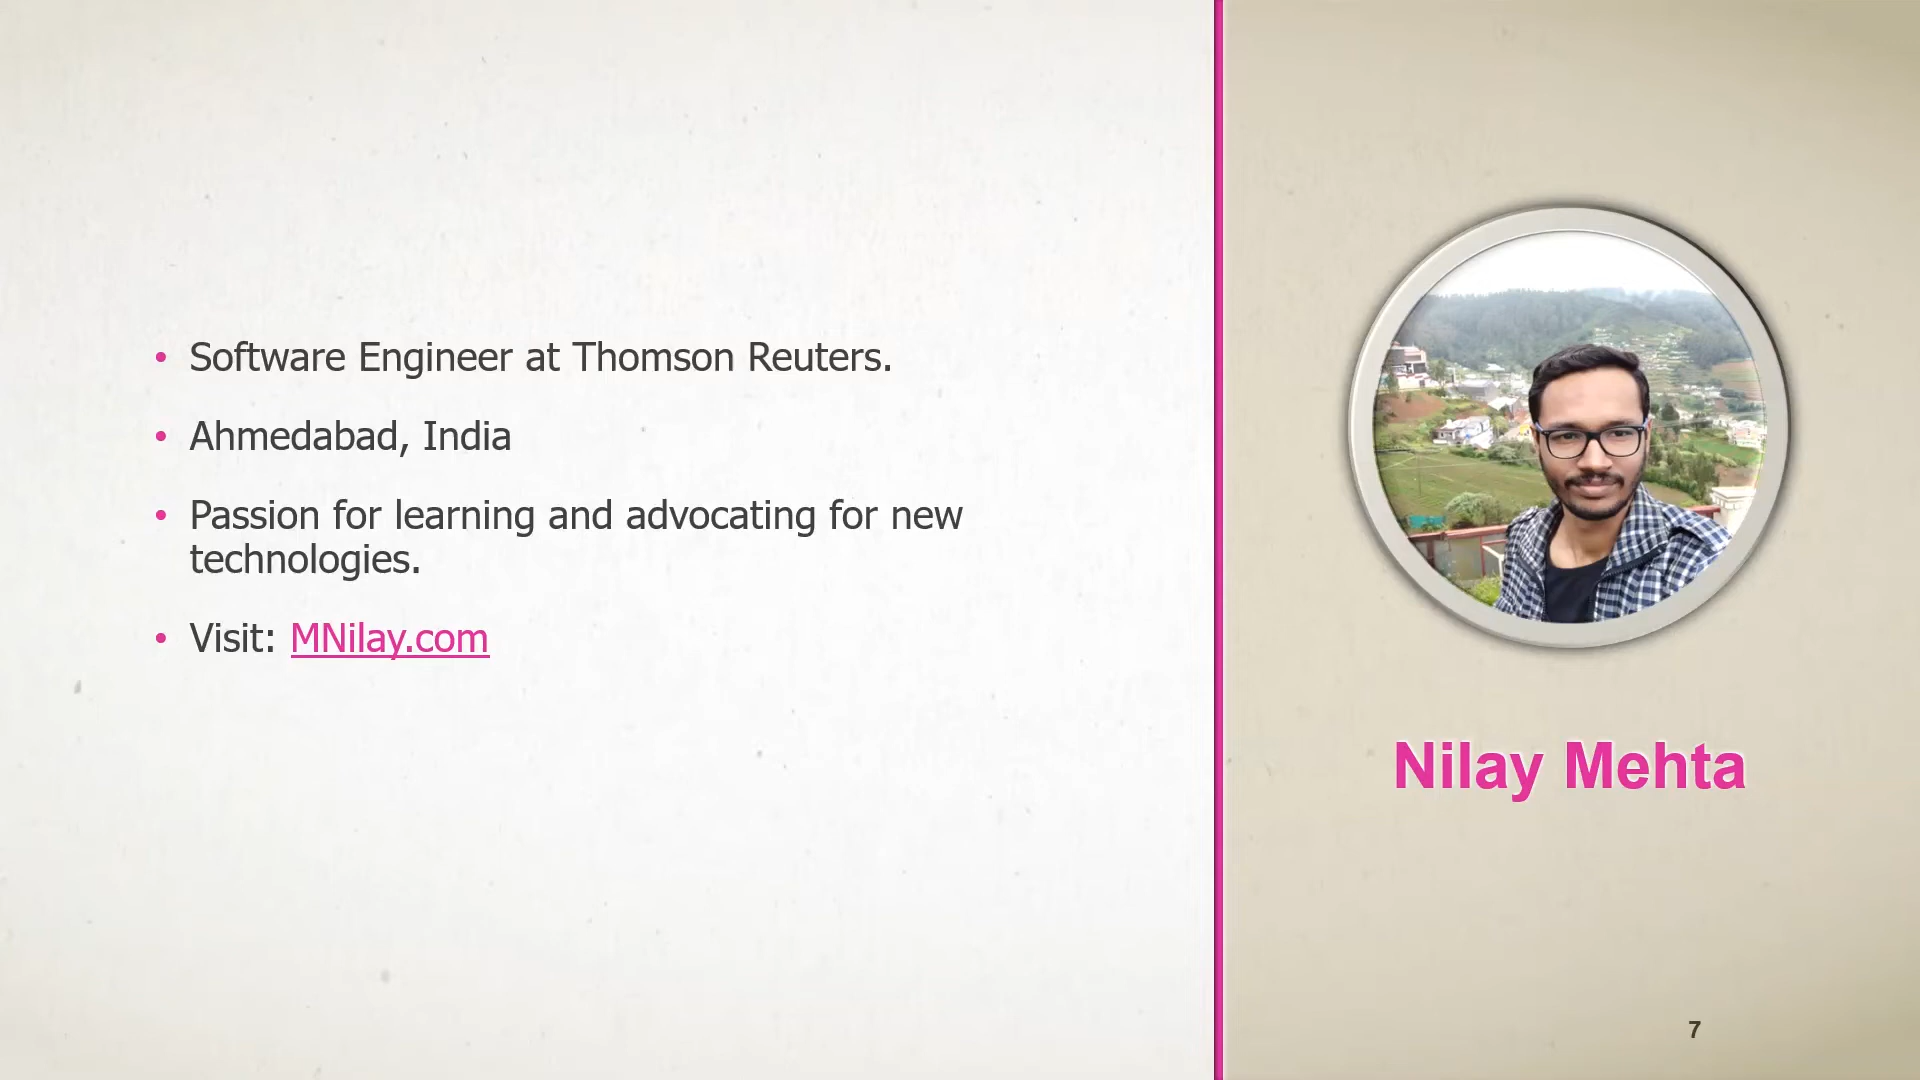 • Software Engineer at Thomson Reuters.
• Ahmedabad, India
• Passion for learning and advocating for new
technologies.
• Visit: MNilay.com
Nilay Mehta
7